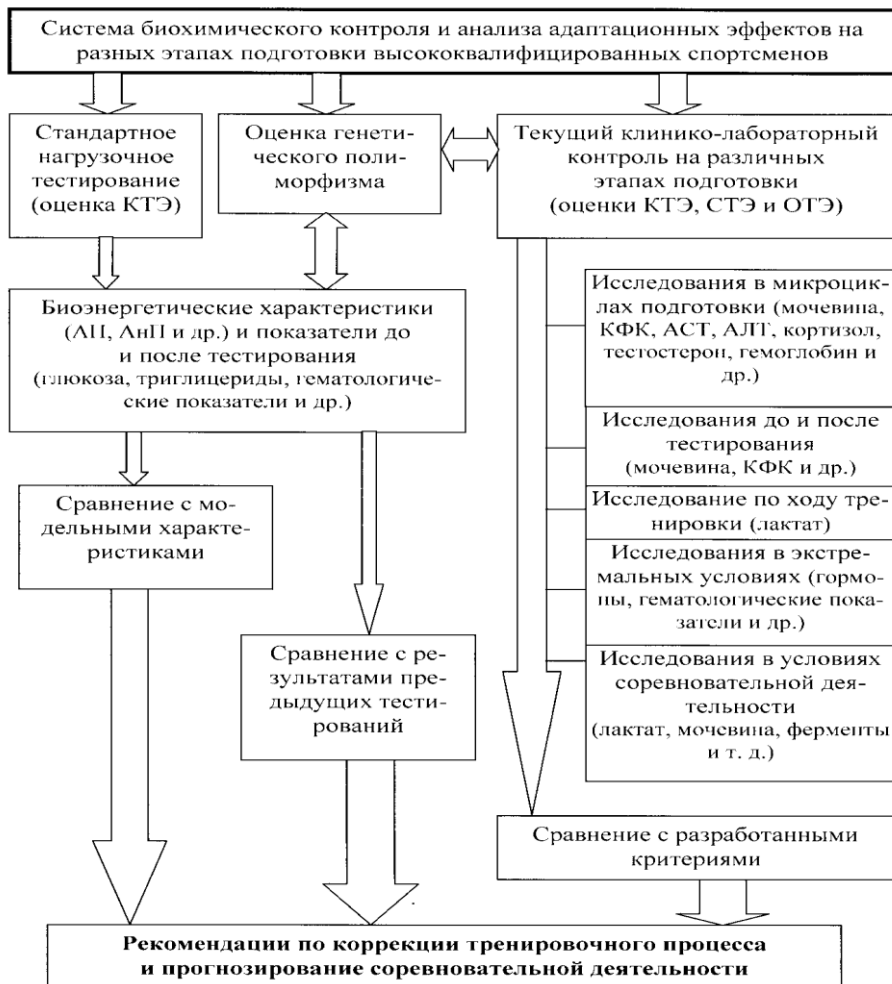 Система биохимического контроля и анализа адаптационных эффектов на
разных этапах подготовки высококвалифицированных спортсменов
Стандартное
нагрузочное
тестирование
(оценка КТЭ)
Оценка генети-
ческого поли-
морфизма
Текущий клинико-лабораторный
контроль на различных
этапах подготовки
(оценки КТЭ, СТЭ и ОТЭ)
Биоэнергетические характеристики
(АП, АнП и др.) и показатели до
и после тестирования
(глюкоза, триглицериды, гематологиче-
ские показатели и др.)
Исследования в микроцик-
лах подготовки (мочевина,
КФК, АСТ, АЛТ, кортизол,
тестостерон, гемоглобин и
др.)
Исследования до и после
тестирования
(мочевина, КФК и др.)
Исследование по ходу тре-
нировки (лактат)
Исследования в экстре-
мальных условиях (гормо-
ны, гематологические пока-
затели и др.)
Исследования в условиях
соревновательной дея-
тельности
(лактат, мочевина, ферменты
и т. д.)
Сравнение с мо-
дельными характе-
ристиками
Сравнение с ре-
зультатами пре-
дыдущих тести-
рований
Сравнение с разработанными
критериями
Рекомендации по коррекции тренировочного процесса
и прогнозирование соревновательной деятельности